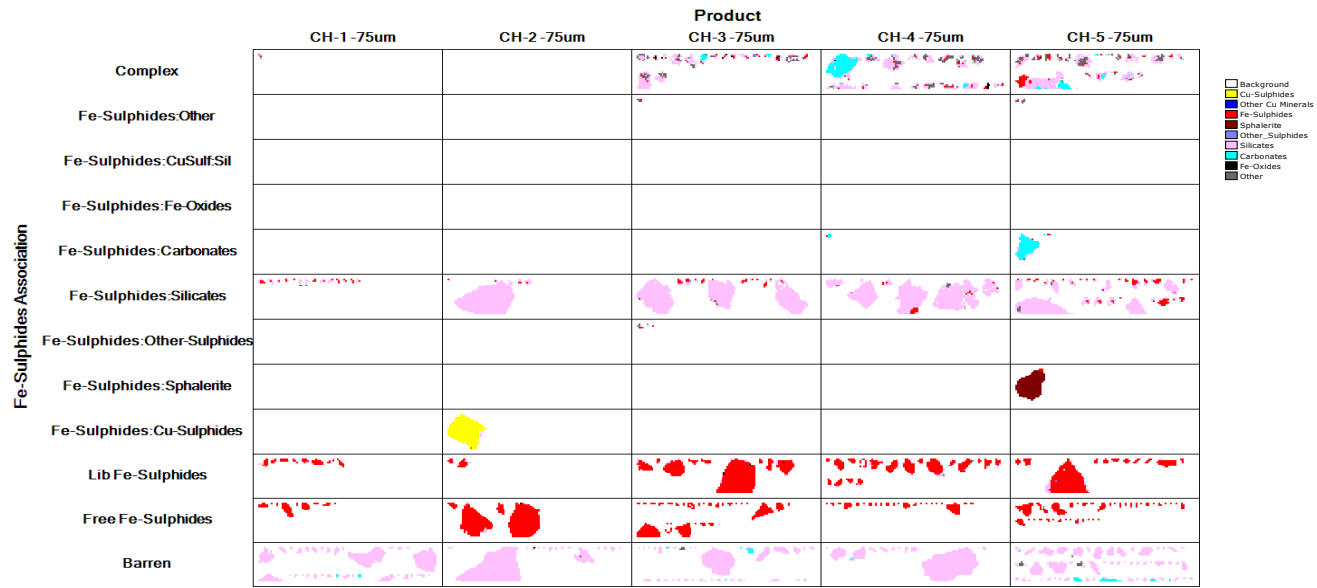 Product
CH-1 -75um CH-2 -75um CH-3 -75um CH-4 -75um CH-5 -75um
Fe-Sulphides Association
Complex
Fe-Sulphides:Other
Fe-Sulphides:CuSulf:Sil
Fe-Sulphides:Fe-Oxides
Fe-Sulphides:Carbonates
Fe-Sulphides:Silicates
Fe-Sulphides:Other-Sulphides
Fe-Sulphides:Sphalerite
Fe-Sulphides:Cu-Sulphides
Lib Fe-Sulphides
Free Fe-Sulphides
Barren
Background
Cu-Sulphides
Other Cu Minerals
Fe-Sulphides
Sphalerite
Other_Sulphides
Silicates
Carbonates
Fe-Oxides
Other